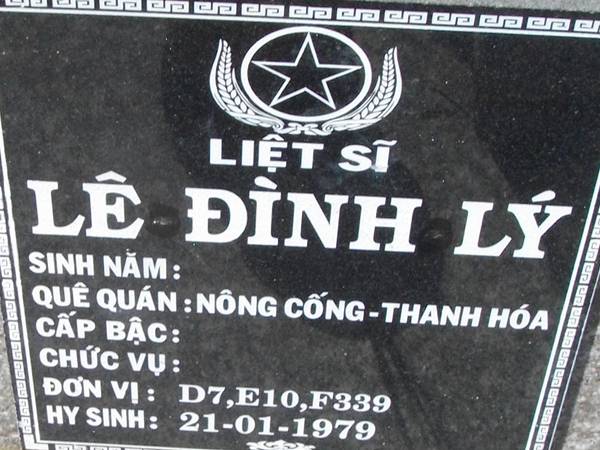 LIỆT SĨ
LÊ ĐÌNH LÝ
SINH NĂM:
QUÊ QUÁN: NÔNG CỐNG-THANH HÓA
CẤP BẬC:
CHỨC VỤ:
ĐƠN VỊ: D7,E10,F339
HY SINH: 21-01-1979